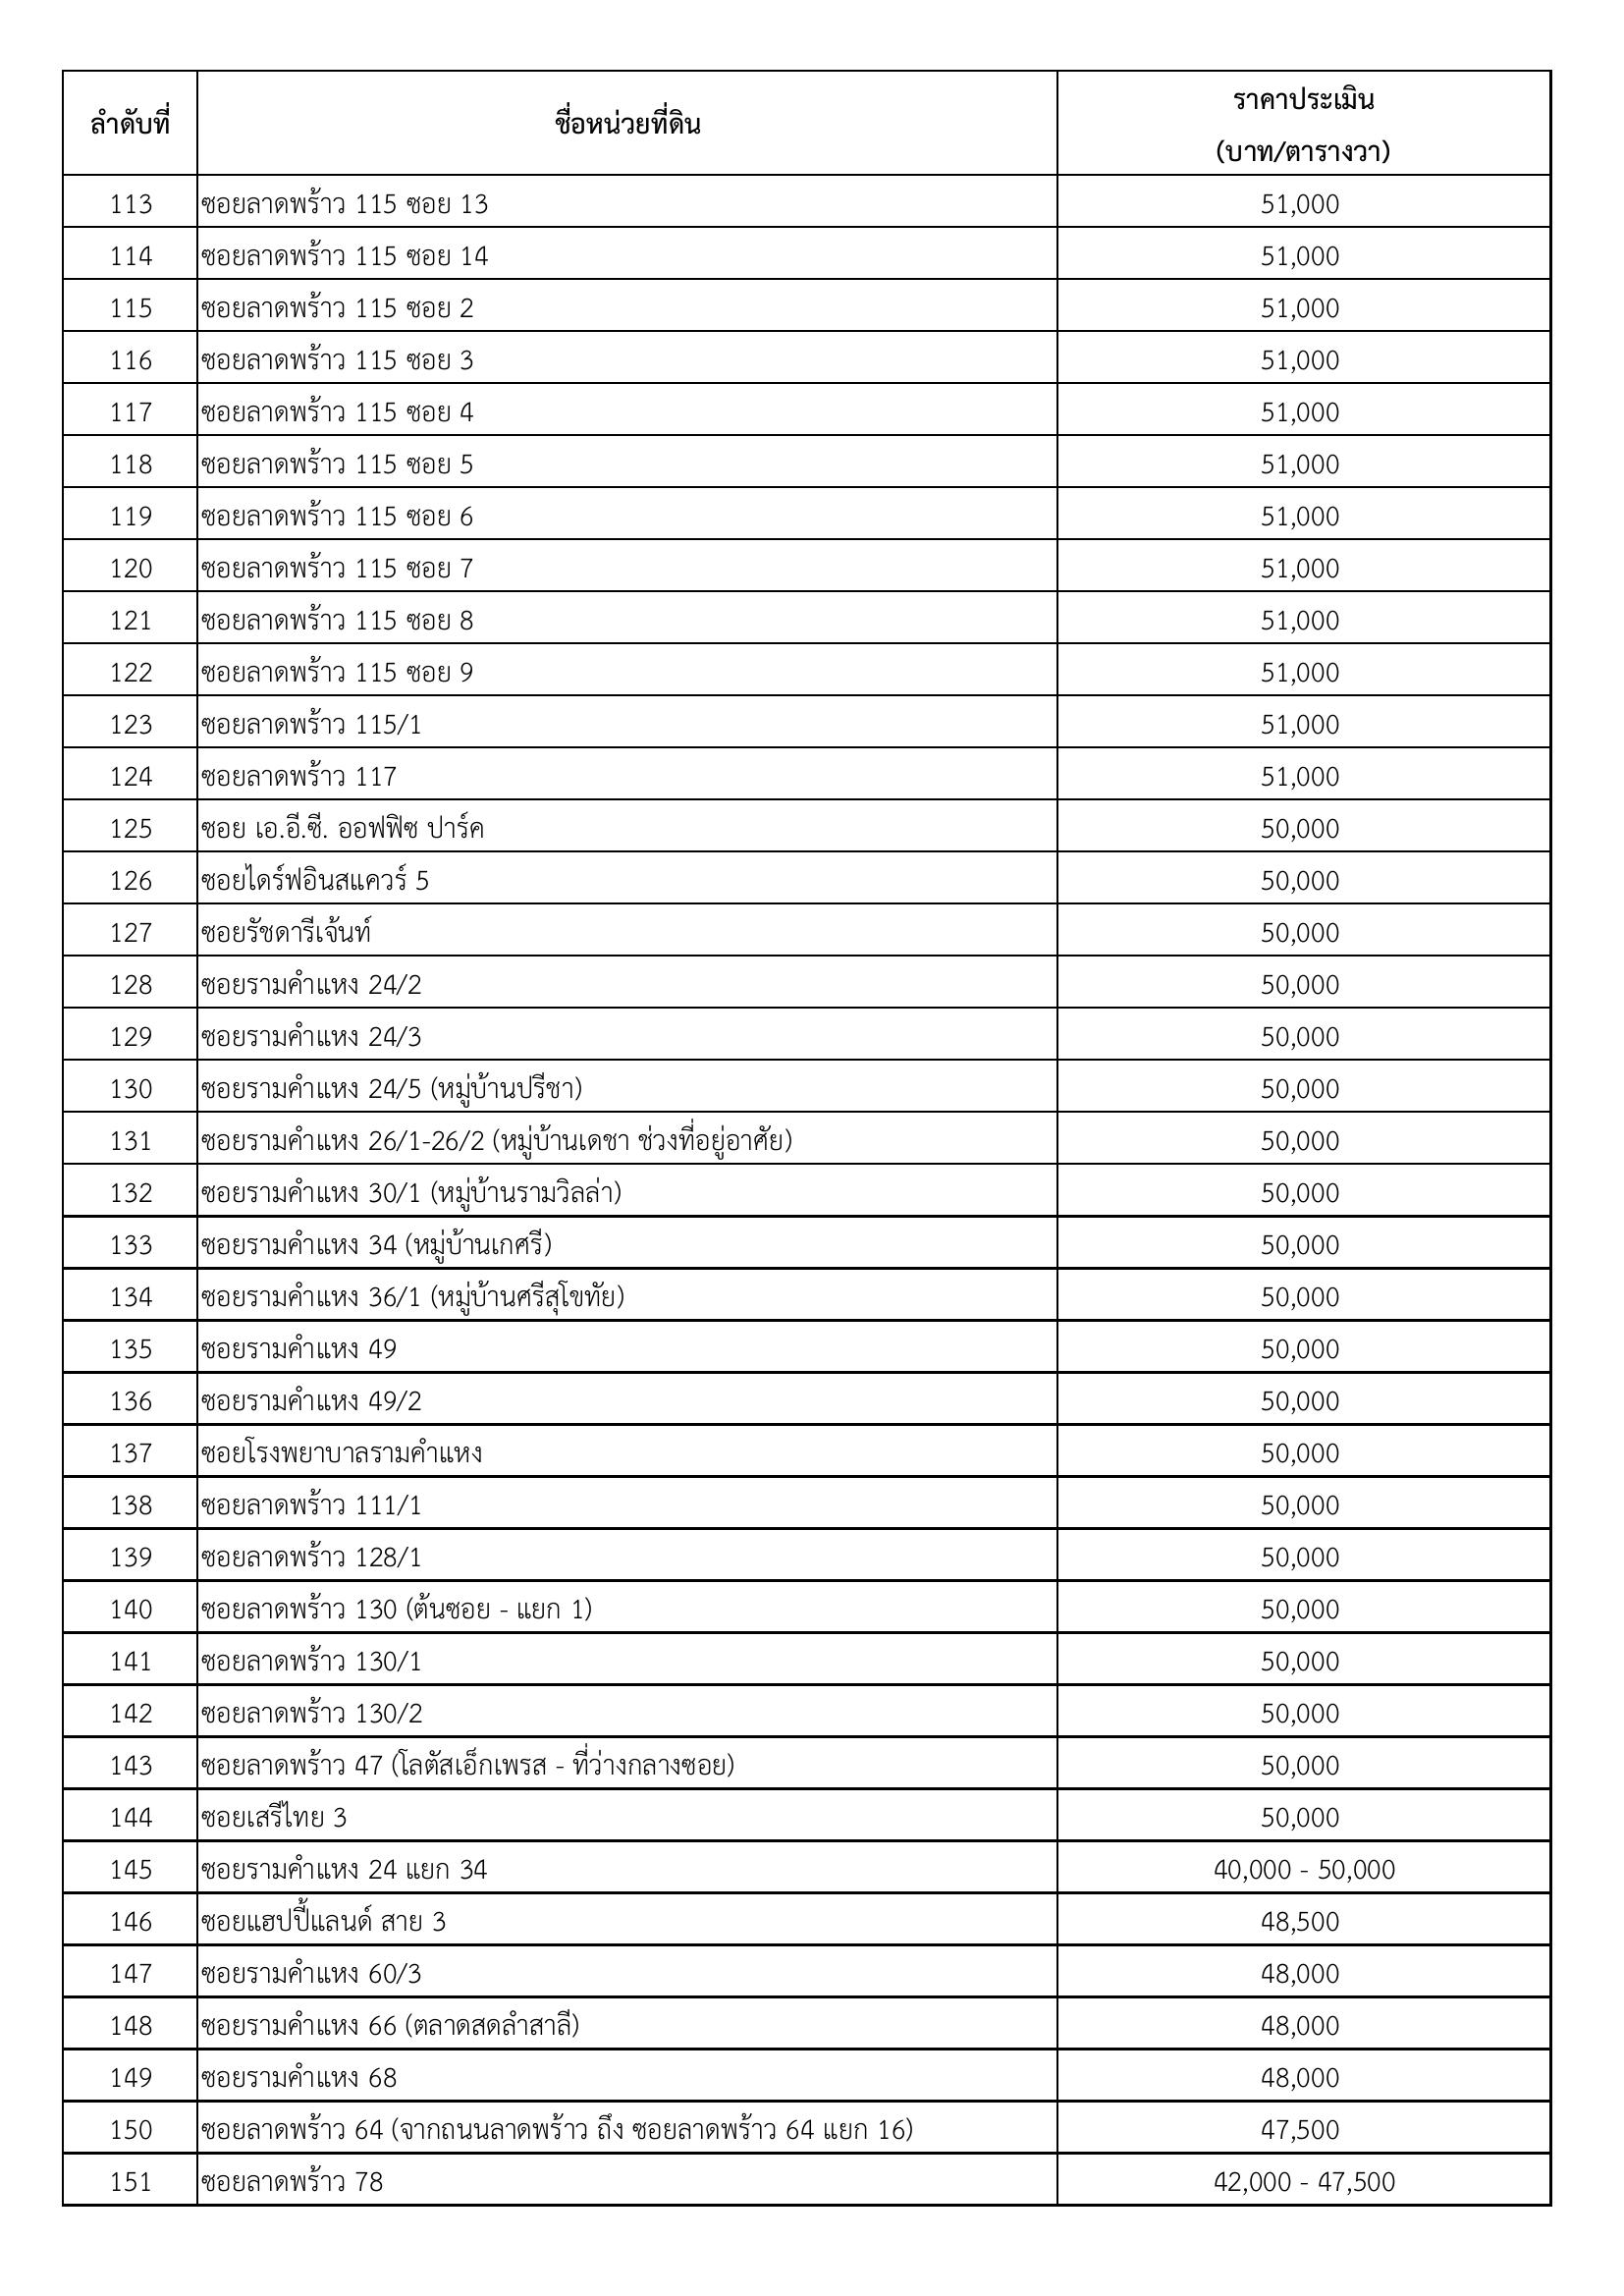 ลำดับที่ ชื่อหน่วยที่ดิน ราคาประเมิน
(บาท/ตารางวา)
113 ซอยลาดพร้าว 115 ซอย 13 51,000
114 ซอยลาดพร้าว 115 ซอย 14 51,000
115 ซอยลาดพร้าว 115 ซอย 2 51,000
116 ซอยลาดพร้าว 115 ซอย 3 51,000
117 ซอยลาดพร้าว 115 ซอย 4 51,000
118 ซอยลาดพร้าว 115 ซอย 5 51,000
119 ซอยลาดพร้าว 115 ซอย 6 51,000
120 ซอยลาดพร้าว 115 ซอย 7 51,000
121 ซอยลาดพร้าว 115 ซอย 8 51,000
122 ซอยลาดพร้าว 115 ซอย 9 51,000
123 ซอยลาดพร้าว 115/1 51,000
124 ซอยลาดพร้าว 117 51,000
125 ซอย เอ.อี.ซี. ออฟฟิซ ปาร์ค 50,000
126 ซอยไดร์ฟอินสแควร์ 5 50,000
127 ซอยรัชดารีเจ้นท์ 50,000
128 ซอยรามคำแหง 24/2 50,000
129 ซอยรามคำแหง 24/3 50,000
130 ซอยรามคำแหง 24/5 (หมู่บ้านปรีชา) 50,000
131 ซอยรามคำแหง 26/1-26/2 (หมู่บ้านเดชา ช่วงที่อยู่อาศัย) 50,000
132 ซอยรามคำแหง 30/1 (หมู่บ้านรามวิลล่า) 50,000
133 ซอยรามคำแหง 34 (หมู่บ้านเกศรี) 50,000
134 ซอยรามคำแหง 36/1 (หมู่บ้านศรีสุโขทัย) 50,000
135 ซอยรามคำแหง 49 50,000
136 ซอยรามคำแหง 49/2 50,000
137 ซอยโรงพยาบาลรามคำแหง 50,000
138 ซอยลาดพร้าว 111/1 50,000
139 ซอยลาดพร้าว 128/1 50,000
140 ซอยลาดพร้าว 130 (ต้นซอย - แยก 1) 50,000
141 ซอยลาดพร้าว 130/1 50,000
142 ซอยลาดพร้าว 130/2 50,000
143 ซอยลาดพร้าว 47 (โลตัสเอ็กเพรส - ที่ว่างกลางซอย) 50,000
144 ซอยเสรีไทย 3 50,000
145 ซอยรามคำแหง 24 แยก 34 40,000 - 50,000
146 ซอยแฮปปี้แลนด์ สาย 3 48,500
147 ซอยรามคำแหง 60/3 48,000
148 ซอยรามคำแหง 66 (ตลาดสดลำสาลี) 48,000
149 ซอยรามคำแหง 68 48,000
150 ซอยลาดพร้าว 64 (จากถนนลาดพร้าว ถึง ซอยลาดพร้าว 64 แยก 16) 47,500
151 ซอยลาดพร้าว 78 42,000 - 47,500